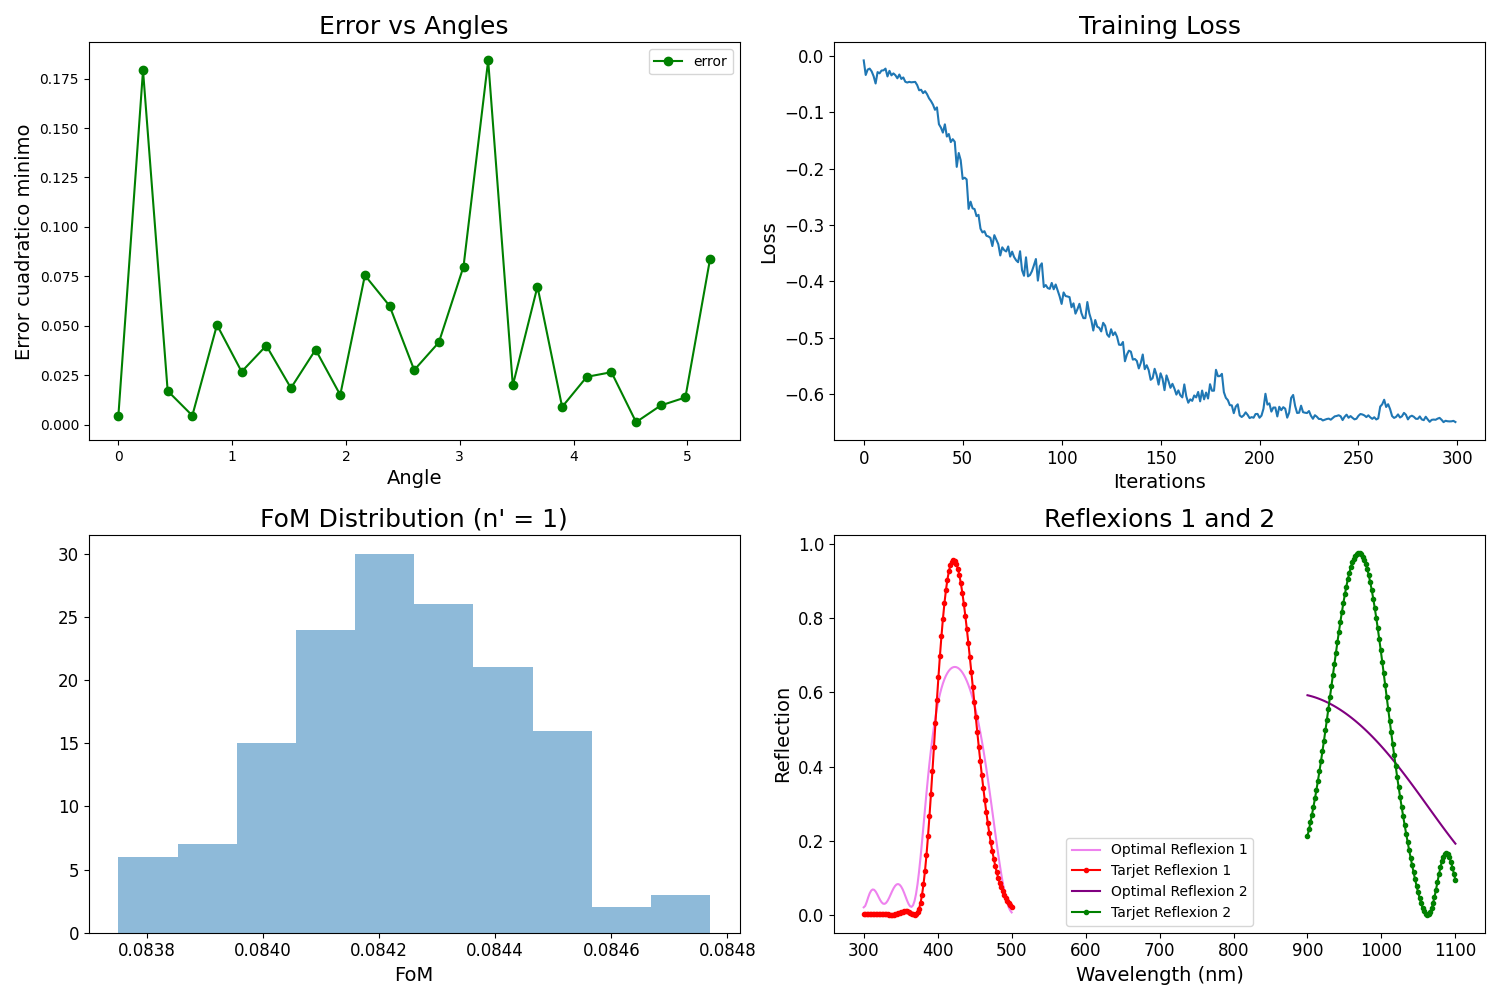 Error vs Angles
error
Error cuadratico minimo
0.175
0.150
0.125
0.100
0.075
0.050
0.025
0.000
0 1 2 3 4 5
Angle
Training Loss
Loss
0.0
−0.1
−0.2
−0.3
−0.4
−0.5
−0.6
0 50 100 150 200 250 300
Iterations
FoM Distribution (n' = 1)
30
25
20
15
10
5
0
0.0838 0.0840 0.0842 0.0844 0.0846 0.0848
FoM
Reflexions 1 and 2
Reflection
1.0
0.8
0.6
0.4
0.2
0.0
Optimal Reflexion 1
Tarjet Reflexion 1
Optimal Reflexion 2
Tarjet Reflexion 2
300 400 500 600 700 800 900 1000 1100
Wavelength (nm)